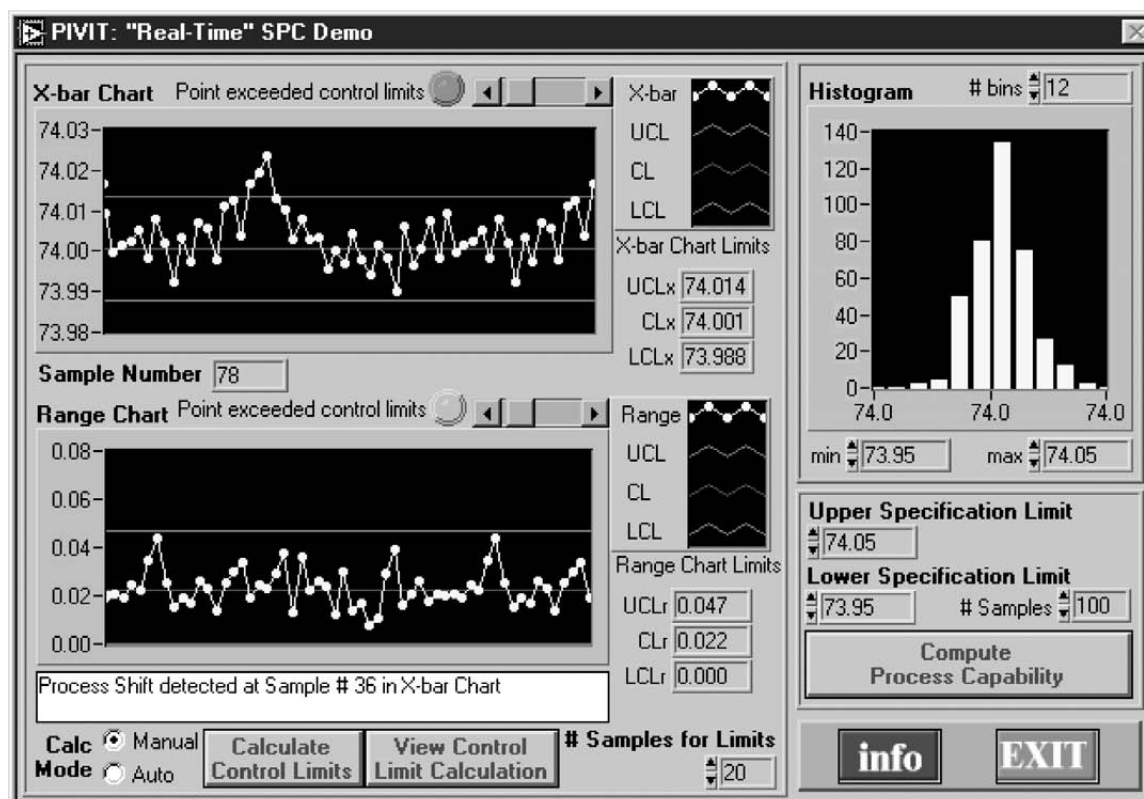 PIVIT: "Real-Time" SPC Demo
X-bar Chart
Point exceeded control limits
74.03
74.02
74.01
74.00
73.99
73.98
X-bar
UCL
CL
LCL
X-bar Chart Limits
UCLx 74.014
CLx 74.001
LCLx 73.988
Sample Number 78
Range Chart
Point exceeded control limits
0.08
0.06
0.04
0.02
0.00
Range
UCL
CL
LCL
Range Chart Limits
UCLr 0.047
CLr 0.022
LCLr 0.000
Process Shift detected at Sample # 36 in X-bar Chart
Calc Mode
Manual
Auto
Calculate
Control Limits
View Control
Limit Calculation
# Samples for Limits
20
Histogram
# bins 12
140
120
100
80
60
40
20
0
74.0 74.0 74.0
min 73.95 max 74.05
Upper Specification Limit
74.05
Lower Specification Limit
73.95 # Samples 100
Compute
Process Capability
info EXIT